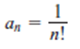 aₙ = 1/n!